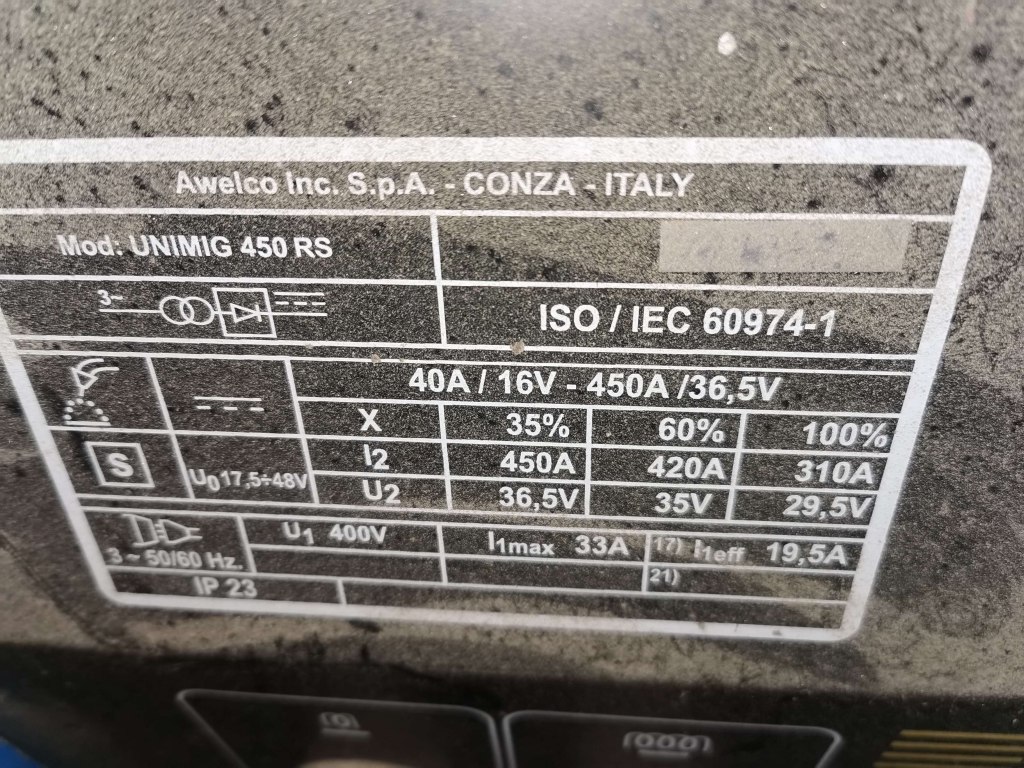 Awelco Inc. S.p.A. - CONZA - ITALY
Mod: UNIMIG 450 RS
3~
ISO / IEC 60974-1
40A / 16V - 450A /36,5V
X 35% 60% 100%
I2 450A 420A 310A
S
U0 17,5÷48V
U2 36,5V 35V 29,5V
U1 400V I1max 33A 17) I1eff 19,5A
3~ 50/60 Hz.
21)
IP 23